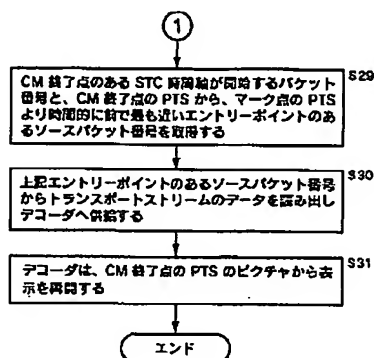 1
S29
CM 終了点のある STC 時間軸が開始するパケット
番号と、CM 終了点の PTS から、マーク点の PTS
より時間的に前で最も近いエントリーポイントのあ
るソースパケット番号を取得する
S30
上記エントリーポイントのあるソースパケット番号
からトランスポートストリームのデータを読み出し
デコーダへ供給する
S31
デコーダは、CM 終了点の PTS のピクチャから表
示を再開する
エンド